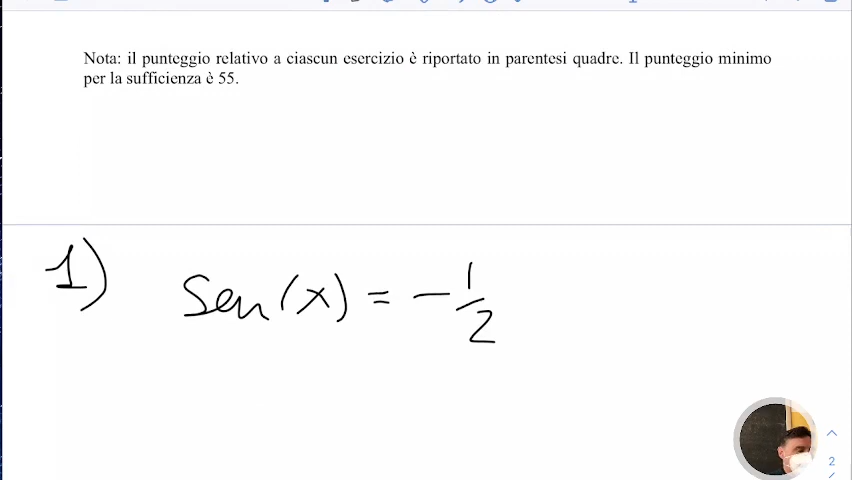 Nota: il punteggio relativo a ciascun esercizio è riportato in parentesi quadre. Il punteggio minimo
per la sufficienza è 55.
1) Sen(x) = -1/2
2